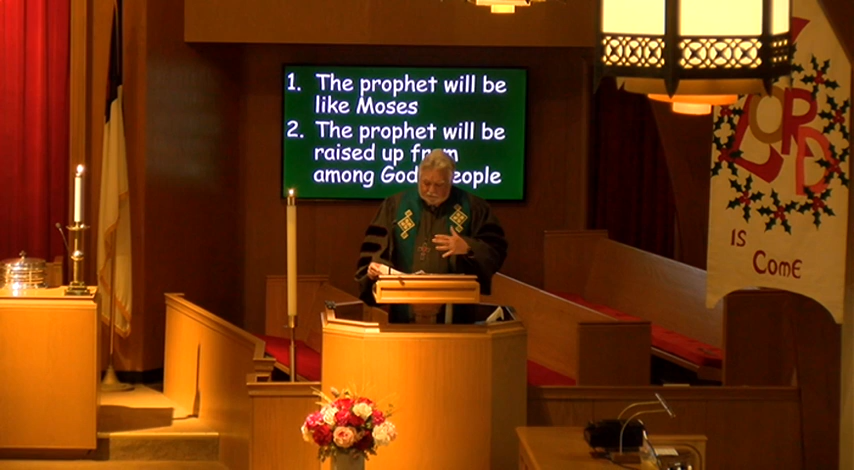 1. The prophet will be
like Moses
2. The prophet will be
raised up from
among God's people
LORD
IS
ComE